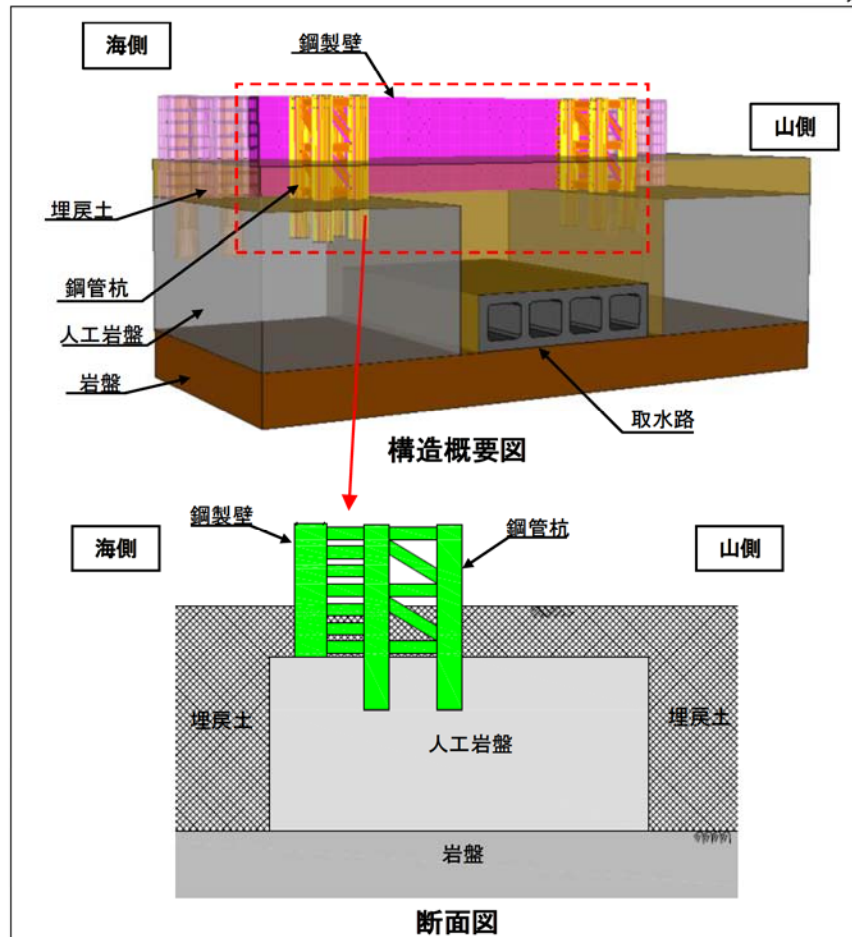 海側
鋼製壁
山側
埋戻土
鋼管杭
人工岩盤
岩盤
取水路
構造概要図
鋼製壁
海側
鋼管杭
山側
埋戻土
人工岩盤
埋戻土
岩盤
断面図